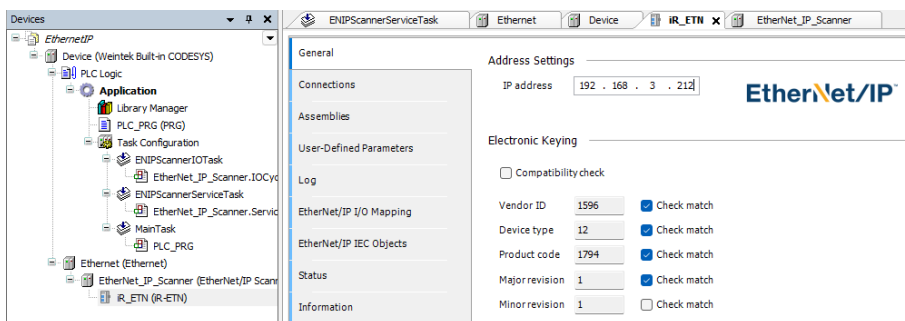 Devices
EthernetIP
Device (Weintek Built-in CODESYS)
PLC Logic
Application
Library Manager
PLC_PRG (PRG)
Task Configuration
ENIPScannerIOTask
EtherNet_IP_Scanner.IOCyc
ENIPScannerServiceTask
EtherNet_IP_Scanner.Servic
MainTask
PLC_PRG
Ethernet (Ethernet)
EtherNet_IP_Scanner (EtherNet/IP Scann
iR_ETN (iR-ETN)
ENIPScannerServiceTask Ethernet Device iR_ETN X EtherNet_IP_Scanner
General
Connections
Assemblies
User-Defined Parameters
Log
EtherNet/IP I/O Mapping
EtherNet/IP IEC Objects
Status
Information
Address Settings
IP address 192 . 168 . 3 . 212
EtherNet/IP™
Electronic Keying
Compatibility check
Vendor ID 1596 Check match
Device type 12 Check match
Product code 1794 Check match
Major revision 1 Check match
Minor revision 1 Check match